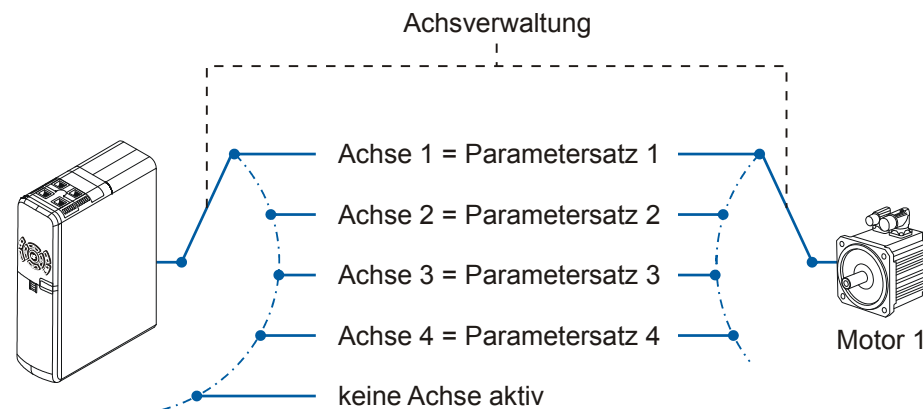 Achsverwaltung
Achse 1 = Parametersatz 1
Achse 2 = Parametersatz 2
Achse 3 = Parametersatz 3
Achse 4 = Parametersatz 4
Motor 1
keine Achse aktiv